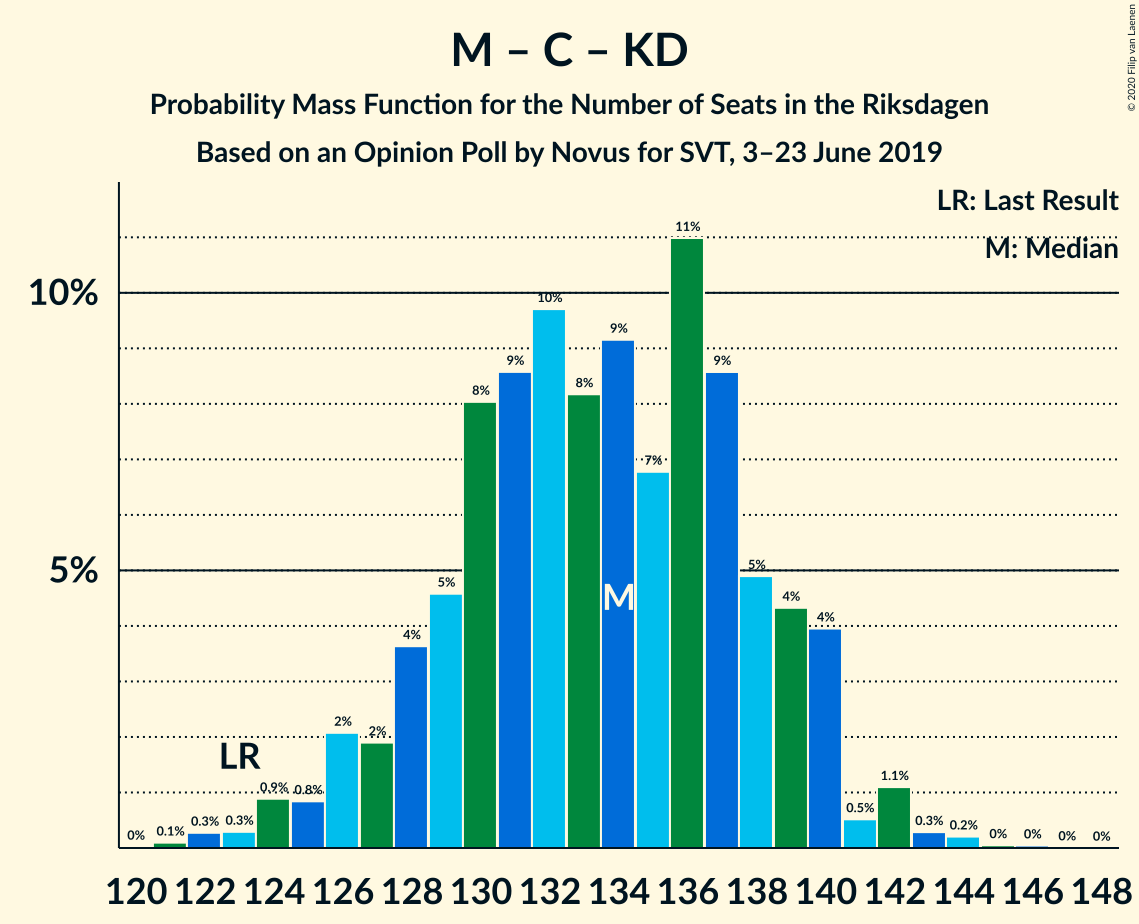 M – C – KD
Probability Mass Function for the Number of Seats in the Riksdagen
Based on an Opinion Poll by Novus for SVT, 3–23 June 2019
© 2020 Filip van Laenen
LR: Last Result
M: Median
10%
5%
0% 0.1% 0.3% 0.3% 0.9% 0.8% 2% 2% 4% 5% 8% 9% 10% 8% 9% 7% 11% 9% 5% 4% 4% 0.5% 1.1% 0.3% 0.2% 0% 0% 0% 0%
LR
M
120 122 124 126 128 130 132 134 136 138 140 142 144 146 148